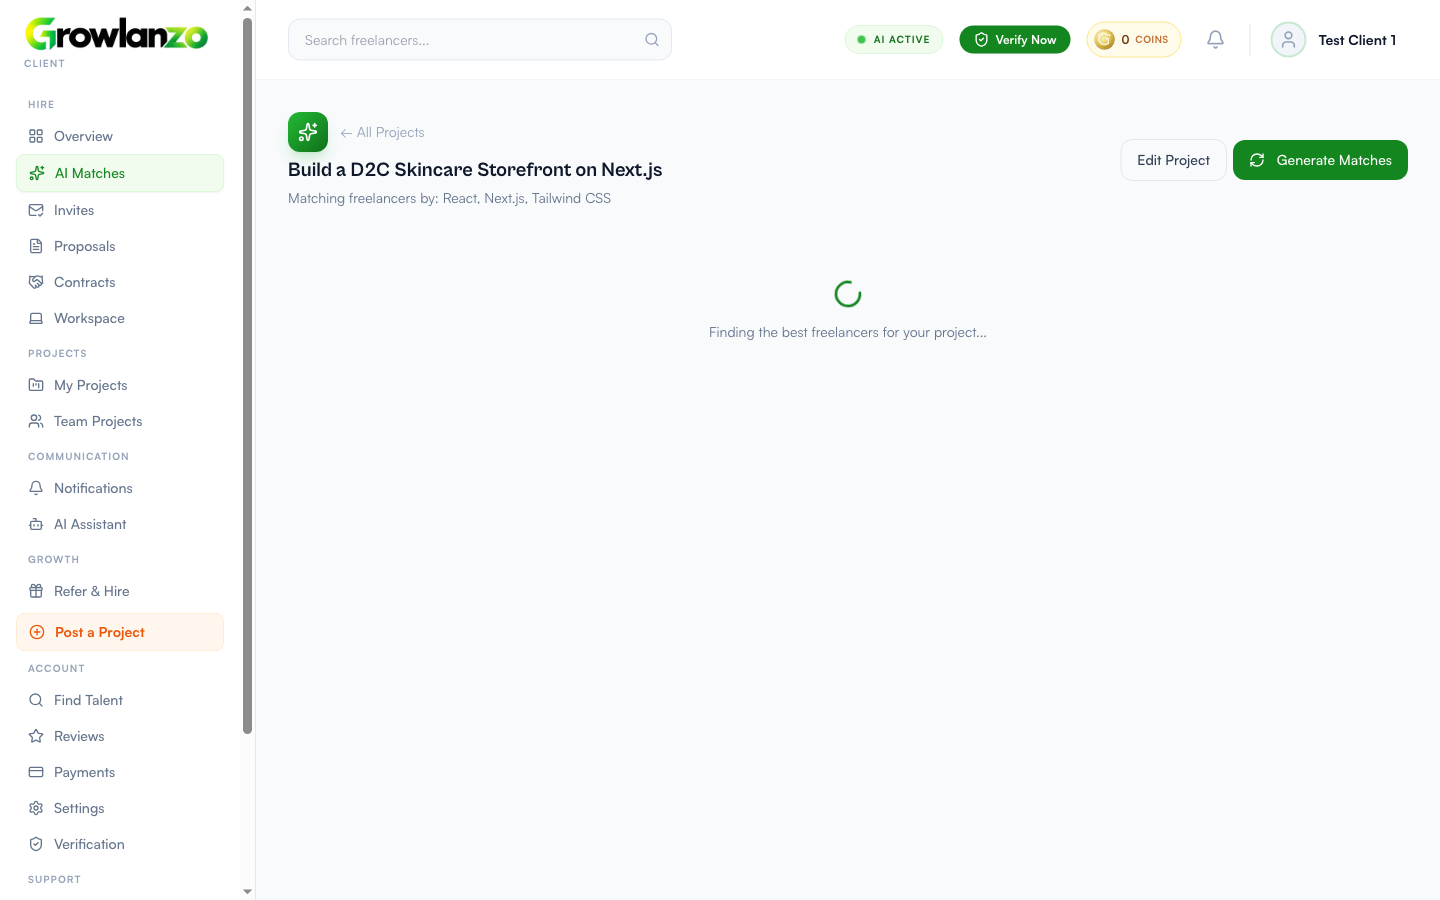 Growlanzo
CLIENT
HIRE
Overview
AI Matches
Invites
Proposals
Contracts
Workspace
PROJECTS
My Projects
Team Projects
COMMUNICATION
Notifications
AI Assistant
GROWTH
Refer & Hire
Post a Project
ACCOUNT
Find Talent
Reviews
Payments
Settings
Verification
SUPPORT
Search freelancers...
AI ACTIVE
Verify Now
G 0 COINS
Test Client 1
← All Projects
Build a D2C Skincare Storefront on Next.js
Matching freelancers by: React, Next.js, Tailwind CSS
Edit Project
Generate Matches
Finding the best freelancers for your project...